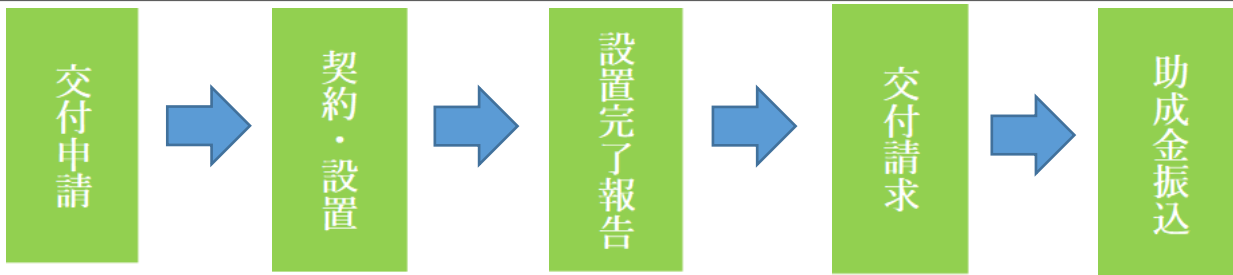 交付申請
契約・設置
設置完了報告
交付請求
助成金振込